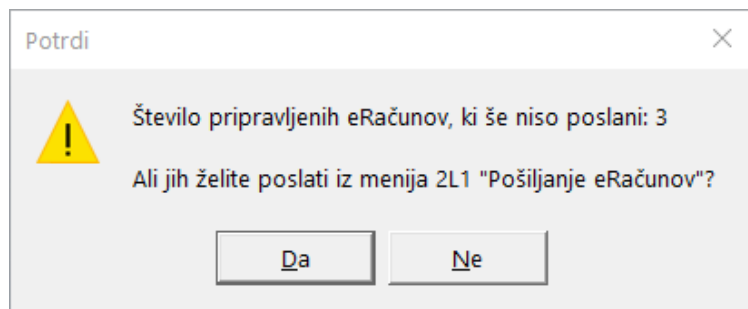 Potrdi
Število pripravljenih eRačunov, ki še niso poslani: 3
Ali jih želite poslati iz menija 2L1 "Pošiljanje eRačunov"?
Da
Ne